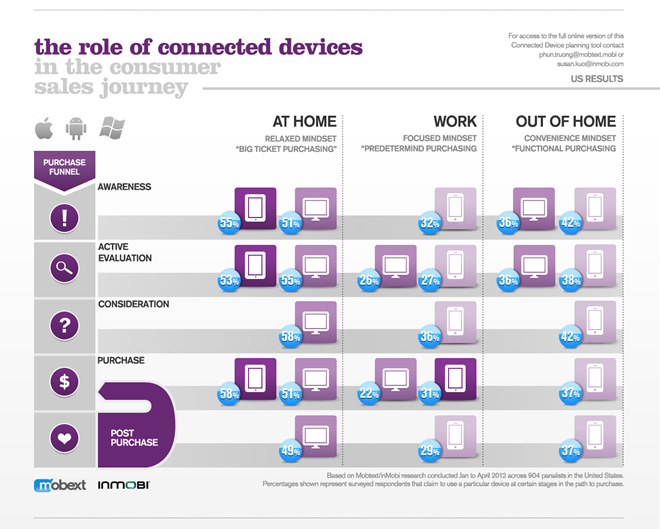 the role of connected devices
in the consumer
sales journey
For access to the full online version of this
Connected Device planning tool contact
phun.truong@mobtext.mobi or
susan.kuo@inmobi.com
US RESULTS
AT HOME
RELAXED MINDSET
"BIG TICKET PURCHASING"
WORK
FOCUSED MINDSET
"PREDETERMIND PURCHASING
OUT OF HOME
CONVENIENCE MINDSET
"FUNCTIONAL PURCHASING
PURCHASE
FUNNEL
AWARENESS
!
55%
51%
32%
36%
42%
ACTIVE
EVALUATION
53%
55%
26%
27%
36%
38%
CONSIDERATION
?
58%
36%
42%
PURCHASE
$
58%
51%
22%
31%
37%
POST
PURCHASE
49%
29%
37%
mobext
INMOBI
Based on Mobtext/inMobi research conducted Jan to April 2012 across 904 panalists in the United States.
Percentages shown represent surveyed respondents that claim to use a particular device at certain stages in the path to purchase.